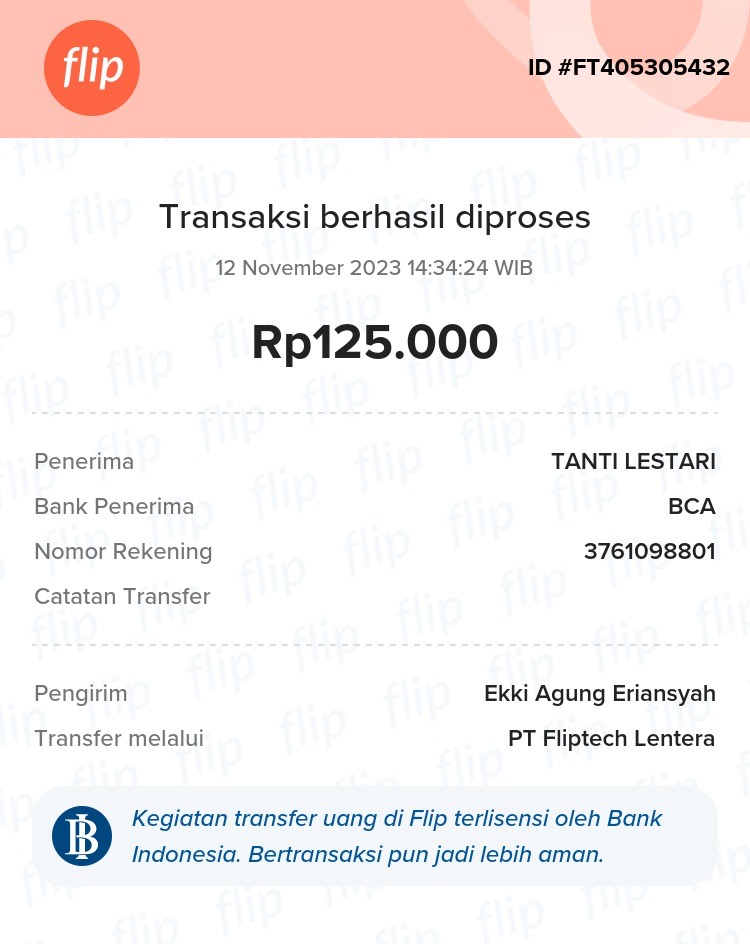 flip
ID #FT405305432
Transaksi berhasil diproses
12 November 2023 14:34:24 WIB
Rp125.000
Penerima TANTI LESTARI
Bank Penerima BCA
Nomor Rekening 3761098801
Catatan Transfer
Pengirim Ekki Agung Eriansyah
Transfer melalui PT Fliptech Lentera
Kegiatan transfer uang di Flip terlisensi oleh Bank
Indonesia. Bertransaksi pun jadi lebih aman.